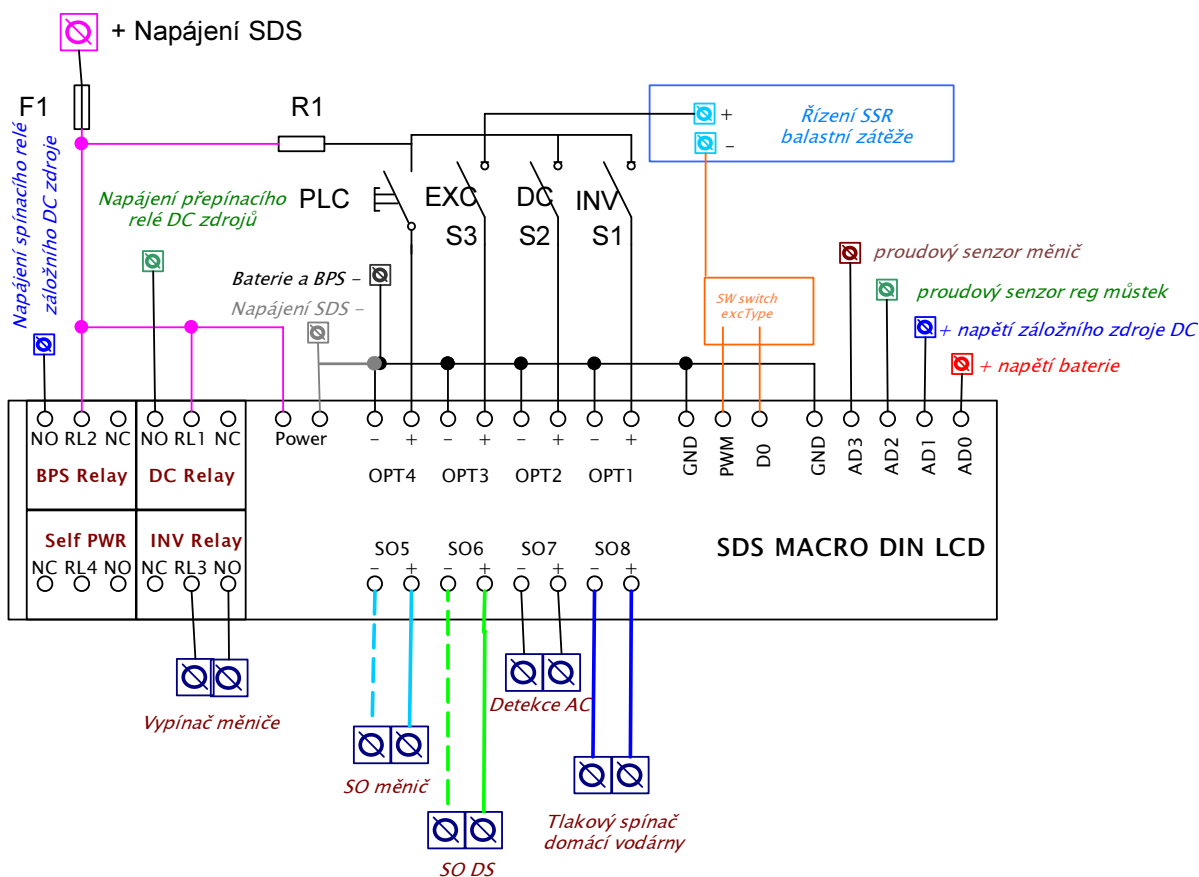 + Napájení SDS
F1
R1
Řízení SSR
balastní zátěže
+
–
Napájení spínacího relé
záložního DC zdroje
Napájení přepínacího
relé DC zdrojů
PLC
EXC
S3
DC
S2
INV
S1
Baterie a BPS –
Napájení SDS –
SW switch
excType
proudový senzor měnič
proudový senzor reg můstek
+ napětí záložního zdroje DC
+ napětí baterie
NO RL2 NC
NO RL1 NC
Power
– +
– +
– +
– +
GND
PWM
D0
GND
AD3
AD2
AD1
AD0
BPS Relay
DC Relay
OPT4
OPT3
OPT2
OPT1
Self PWR
INV Relay
NC RL4 NO
NC RL3 NO
SO5
SO6
SO7
SO8
– +
– +
– +
– +
SDS MACRO DIN LCD
Vypínač měniče
SO měnič
SO DS
Detekce AC
Tlakový spínač
domácí vodárny